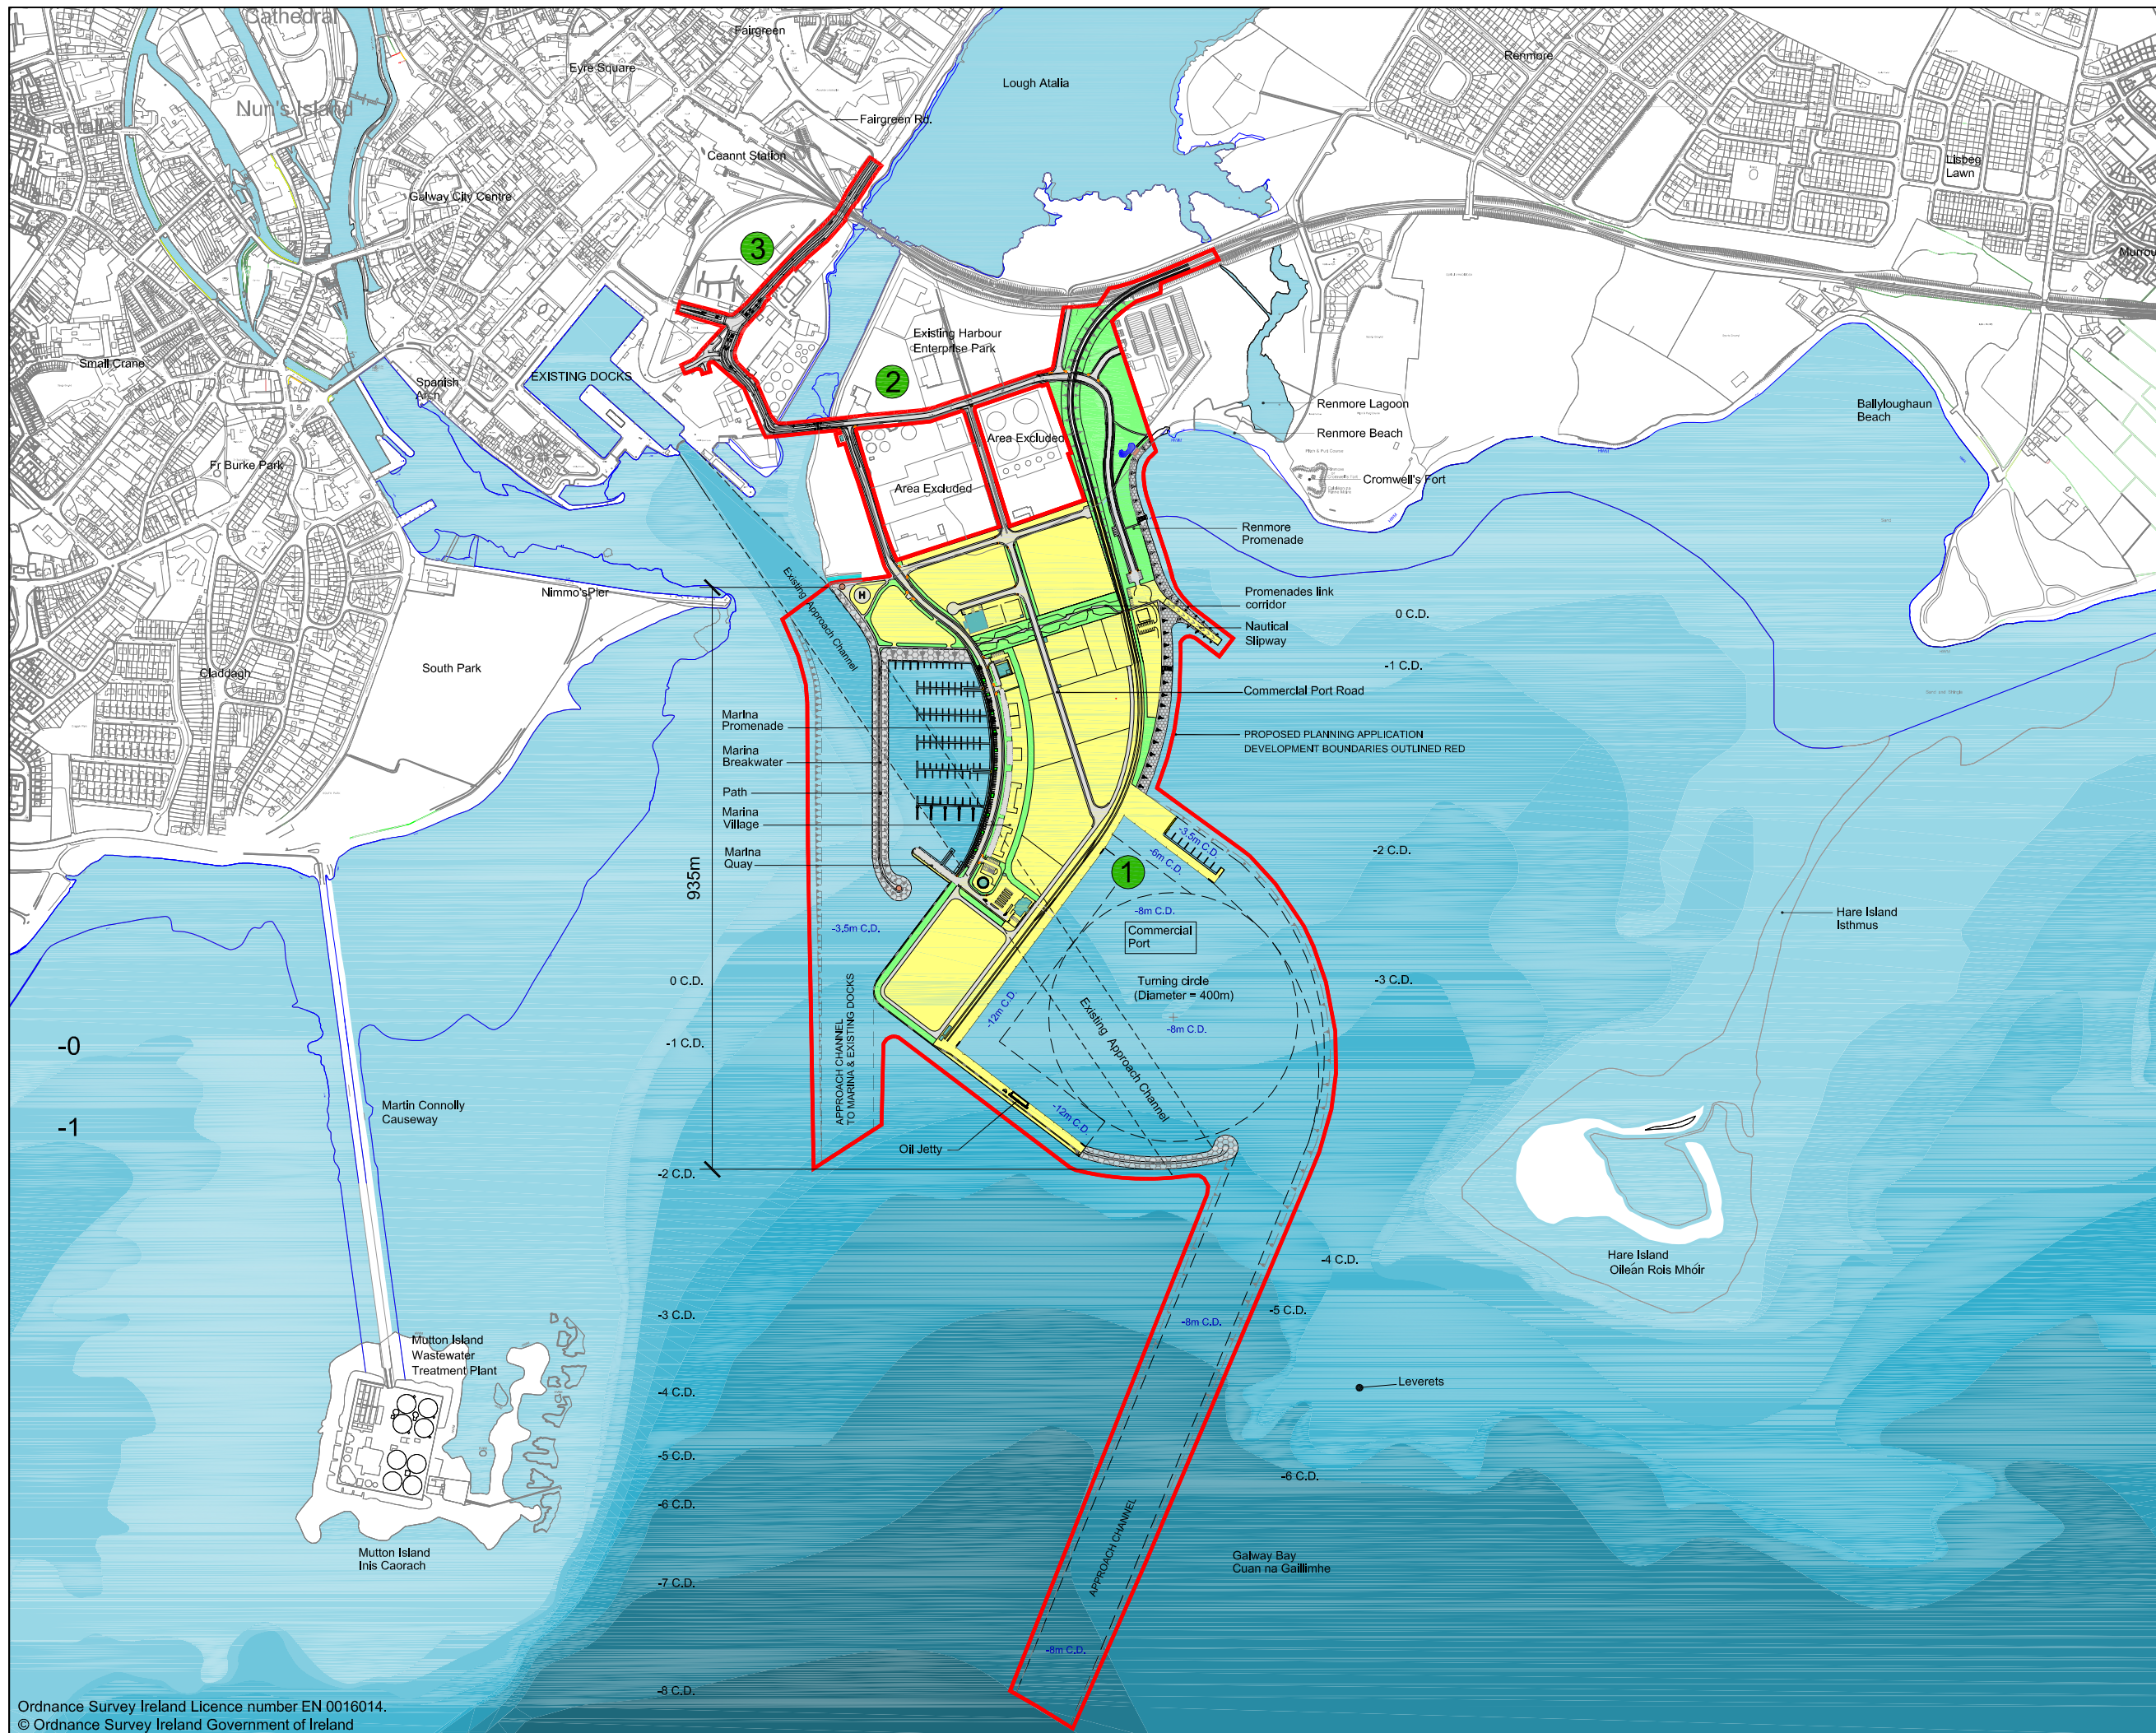 Cathedral
Fairgreen
Eyre Square
Lough Atalia
Renmore
Nun's Island
Fairgreen Rd.
Ceannt Station
Lisbeg
Lawn
Galway City Centre
3
Existing Harbour
Enterprise Park
Small Crane
Spanish
Arch
EXISTING DOCKS
2
Renmore Lagoon
Renmore Beach
Ballyloughaun
Beach
Area Excluded
Area Excluded
Fr Burke Park
Cromwell's Fort
Renmore
Promenade
Existing Approach Channel
Nimmo'sPier
H
Promenades link
corridor
Nautical
Slipway
0 C.D.
-1 C.D.
Claddagh
South Park
Commercial Port Road
Marina
Promenade
PROPOSED PLANNING APPLICATION
DEVELOPMENT BOUNDARIES OUTLINED RED
Marina
Breakwater
Path
Marina
Village
Marina
Quay
935m
-3.5m C.D.
-6m C.D.
-2 C.D.
1
-8m C.D.
Commercial
Port
Hare Island
Isthmus
-3.5m C.D.
0 C.D.
Turning circle
(Diameter = 400m)
-3 C.D.
-12m C.D.
-8m C.D.
Existing Approach Channel
APPROACH CHANNEL
TO MARINA & EXISTING DOCKS
-0
-1 C.D.
-1
Martin Connolly
Causeway
-12m C.D.
Oil Jetty
-2 C.D.
Hare Island
Oileán Rois Mhóir
-4 C.D.
-5 C.D.
-3 C.D.
-8m C.D.
Mutton Island
Wastewater
Treatment Plant
-4 C.D.
Leverets
-5 C.D.
-6 C.D.
-6 C.D.
APPROACH CHANNEL
Mutton Island
Inis Caorach
Galway Bay
Cuan na Gaillimhe
-7 C.D.
-8m C.D.
-8 C.D.
Ordnance Survey Ireland Licence number EN 0016014.
© Ordnance Survey Ireland Government of Ireland